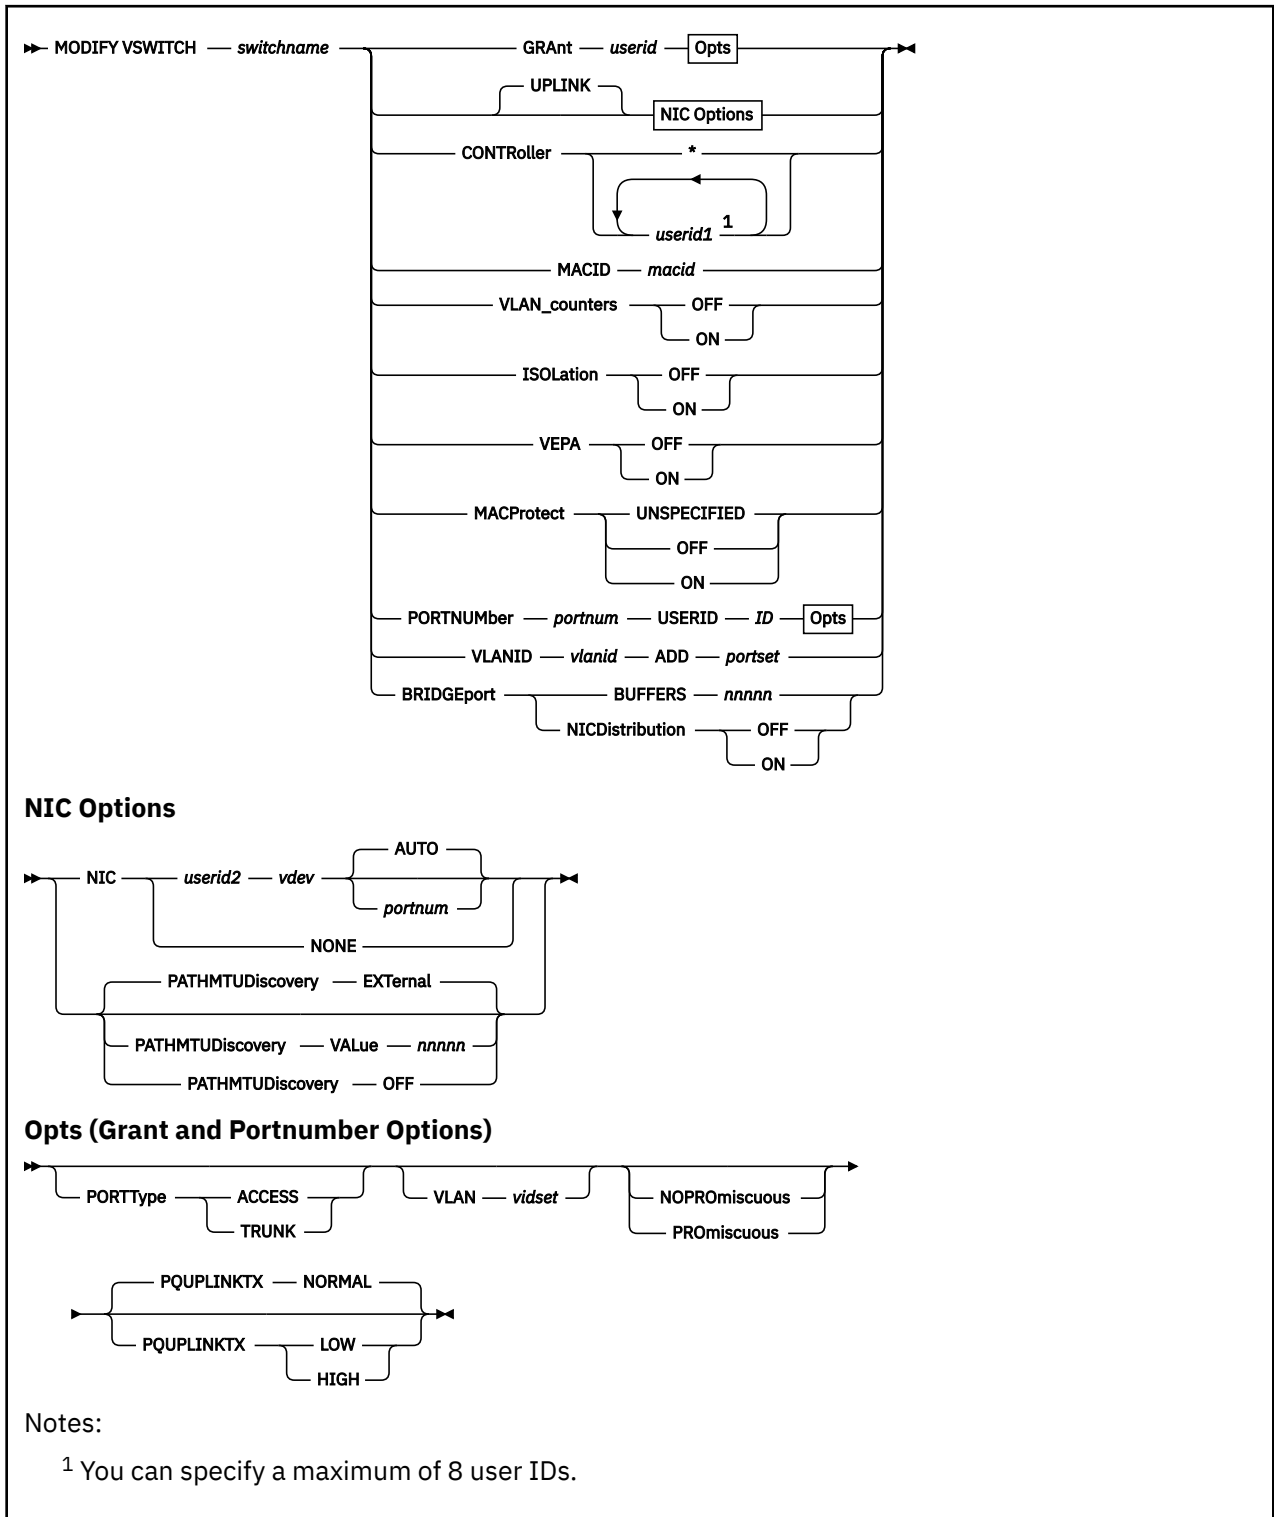 MODIFY VSWITCH switchname GRAnt userid Opts
UPLINK
NIC Options
CONTRoller *
userid1 1
MACID macid
VLAN_counters OFF
ON
ISOLation OFF
ON
VEPA OFF
ON
MACProtect UNSPECIFIED
OFF
ON
PORTNUMber portnum USERID ID Opts
VLANID vlanid ADD portset
BRIDGEport BUFFERS nnnnn
NICDistribution OFF
ON
NIC Options
AUTO
NIC userid2 vdev
portnum
NONE
PATHMTUDiscovery EXTernal
PATHMTUDiscovery VALue nnnnn
PATHMTUDiscovery OFF
Opts (Grant and Portnumber Options)
PORTType ACCESS VLAN vidset NOPROmiscuous
TRUNK PROmiscuous
PQUPLINKTX NORMAL
PQUPLINKTX LOW
HIGH
Notes:
1 You can specify a maximum of 8 user IDs.